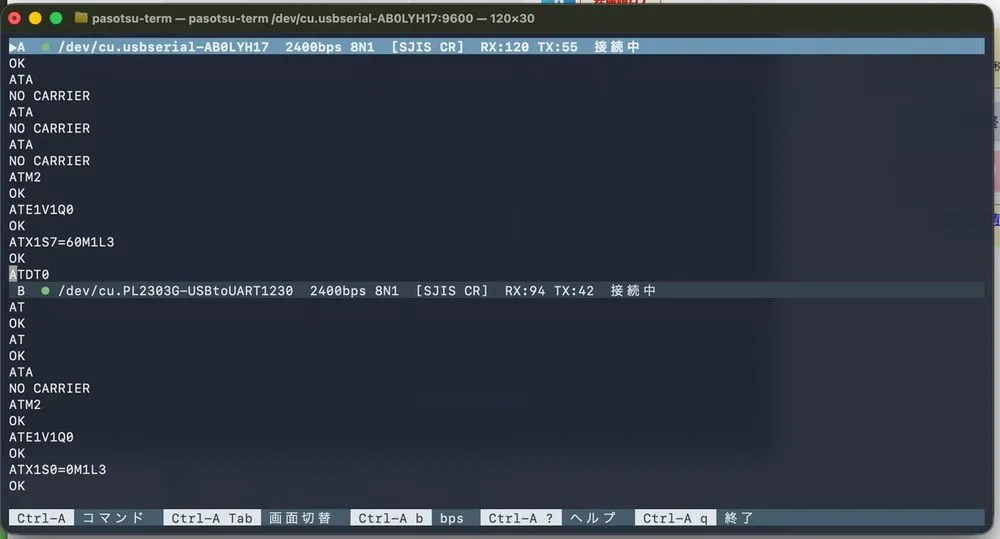 pasotsu-term — pasotsu-term /dev/cu.usbserial-AB0LYH17:9600 — 120×30
▶A ● /dev/cu.usbserial-AB0LYH17 2400bps 8N1 [SJIS CR] RX:120 TX:55 接続中
OK
ATA
NO CARRIER
ATA
NO CARRIER
ATA
NO CARRIER
ATM2
OK
ATE1V1Q0
OK
ATX1S7=60M1L3
OK
ATDT0
B ● /dev/cu.PL2303G-USBtoUART1230 2400bps 8N1 [SJIS CR] RX:94 TX:42 接続中
AT
OK
AT
OK
ATA
NO CARRIER
ATM2
OK
ATE1V1Q0
OK
ATX1S0=0M1L3
OK
Ctrl-A コマンド Ctrl-A Tab 画面切替 Ctrl-A b bps Ctrl-A ? ヘルプ Ctrl-A q 終了